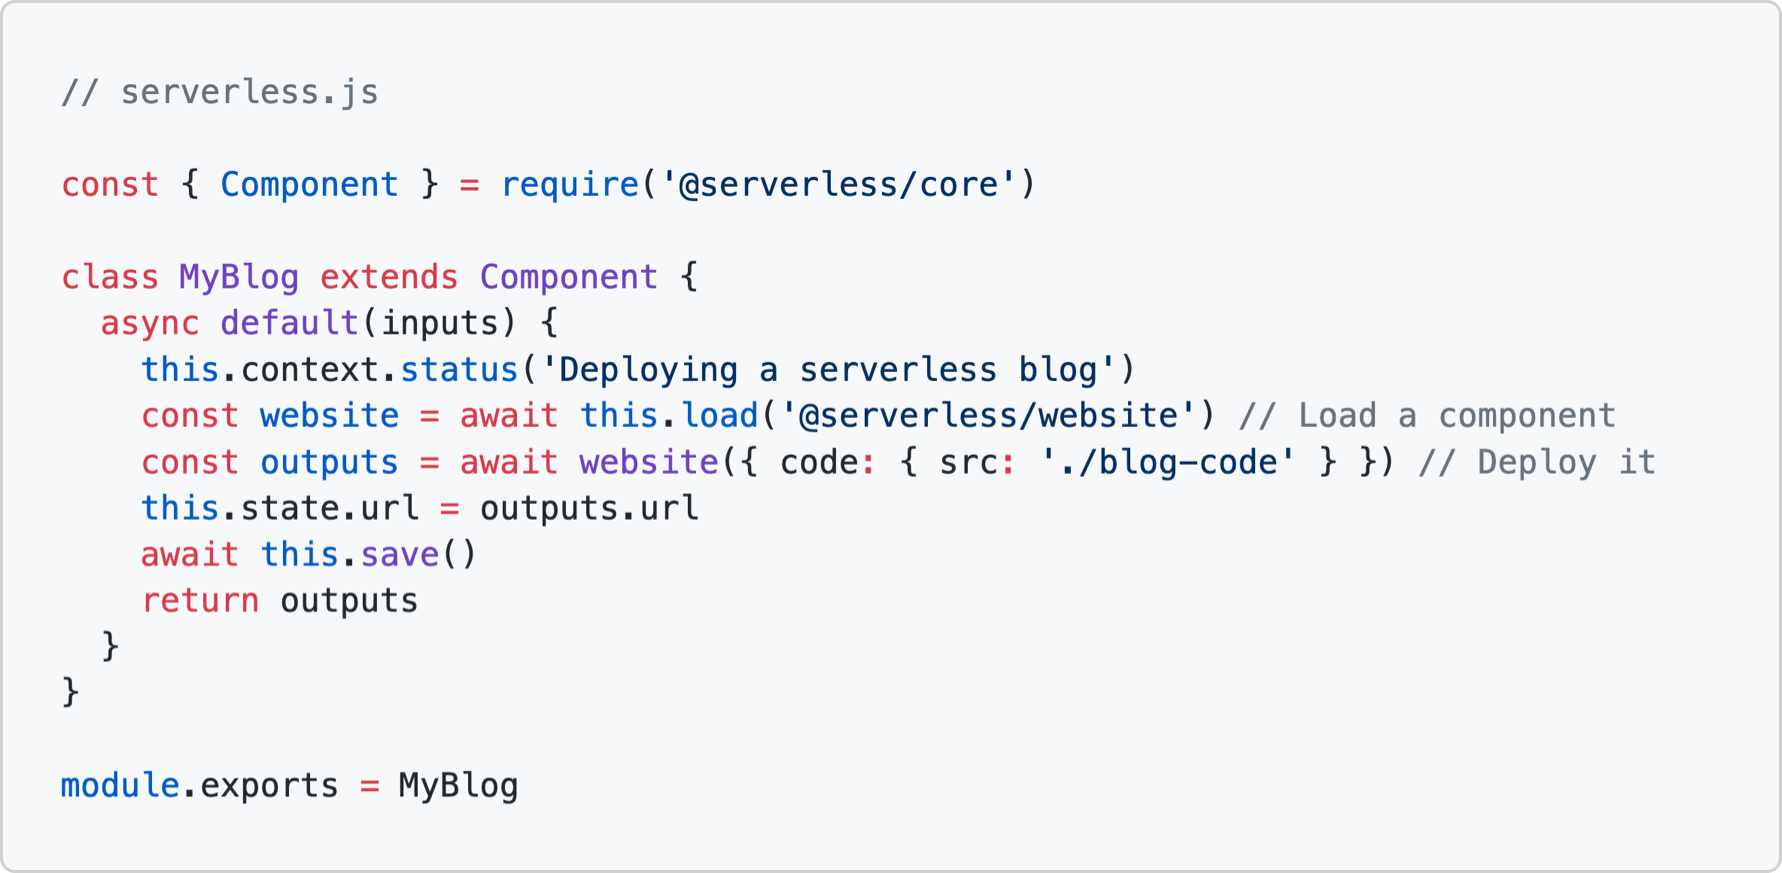 // serverless.js

const { Component } = require('@serverless/core')

class MyBlog extends Component {
  async default(inputs) {
    this.context.status('Deploying a serverless blog')
    const website = await this.load('@serverless/website') // Load a component
    const outputs = await website({ code: { src: './blog-code' } }) // Deploy it
    this.state.url = outputs.url
    await this.save()
    return outputs
  }
}

module.exports = MyBlog